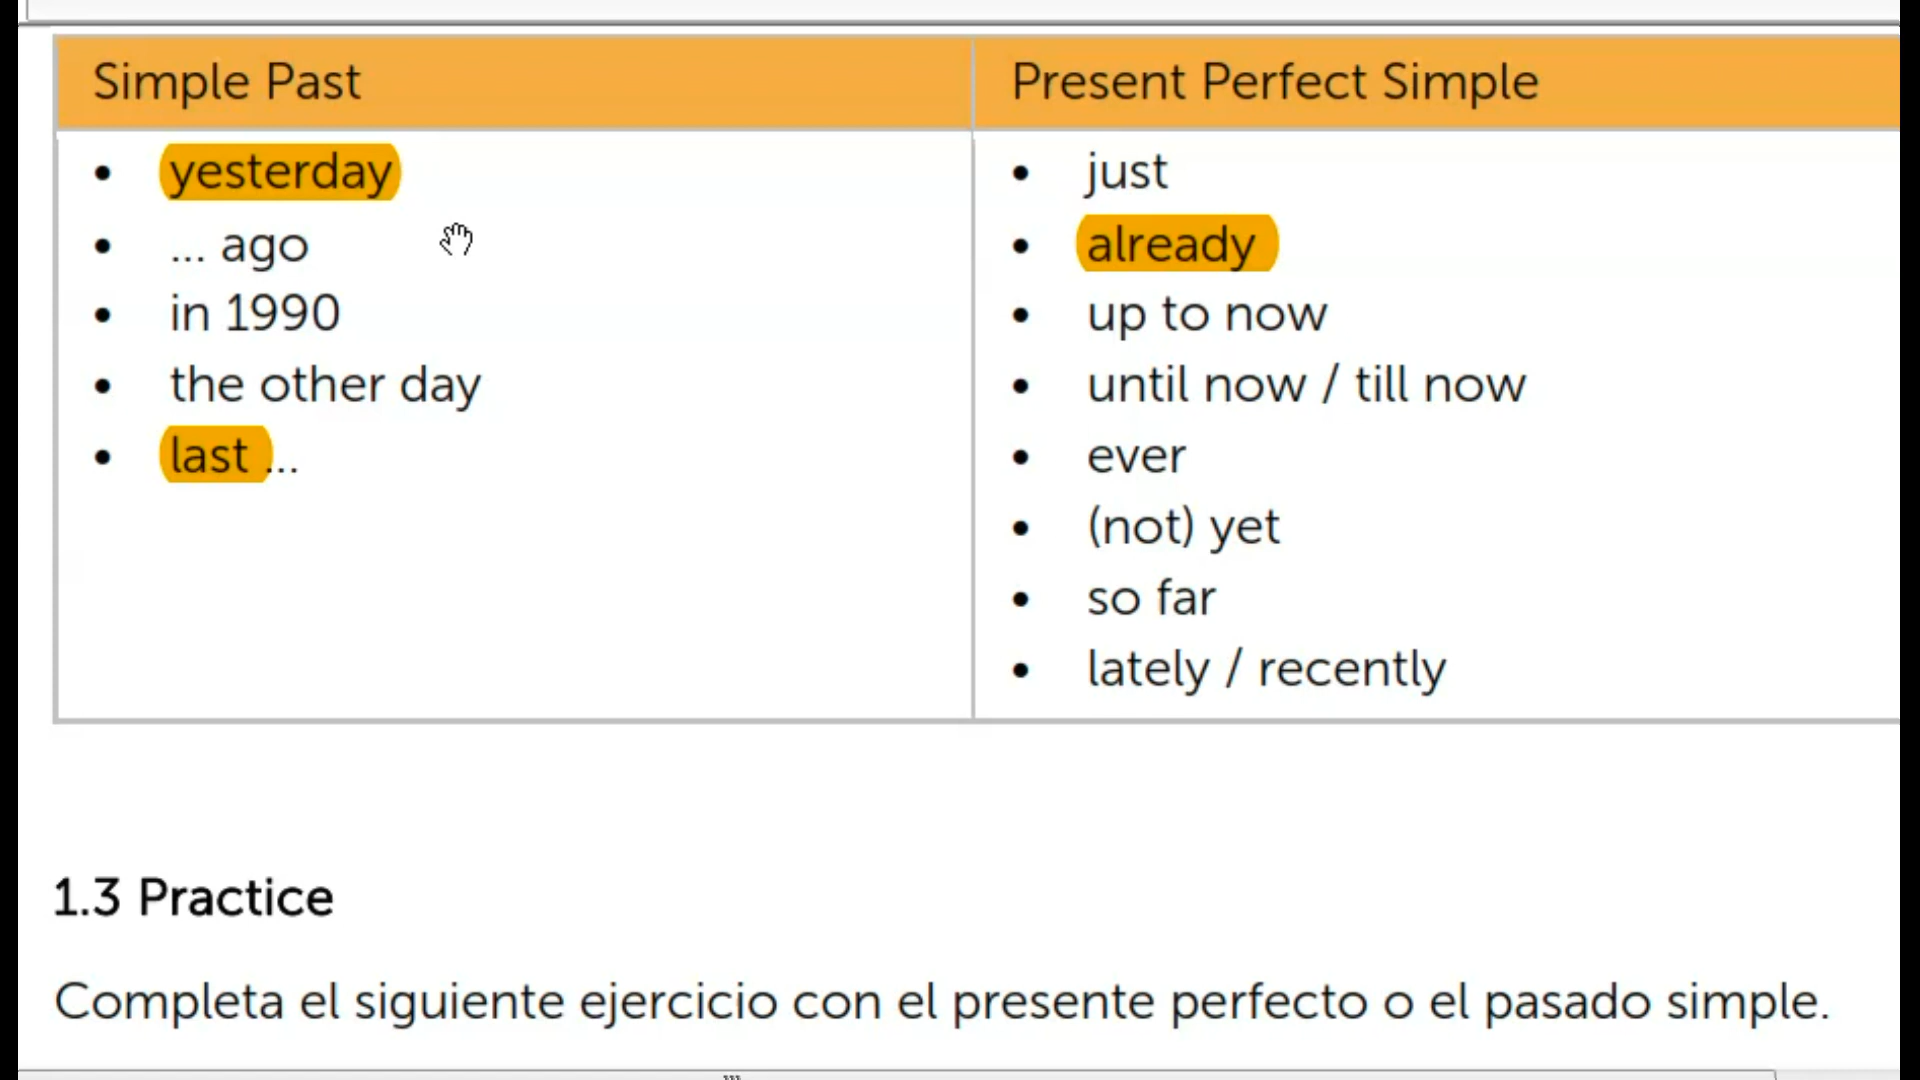 Simple Past
• yesterday
• ... ago
• in 1990
• the other day
• last ...
Present Perfect Simple
• just
• already
• up to now
• until now / till now
• ever
• (not) yet
• so far
• lately / recently
1.3 Practice
Completa el siguiente ejercicio con el presente perfecto o el pasado simple.